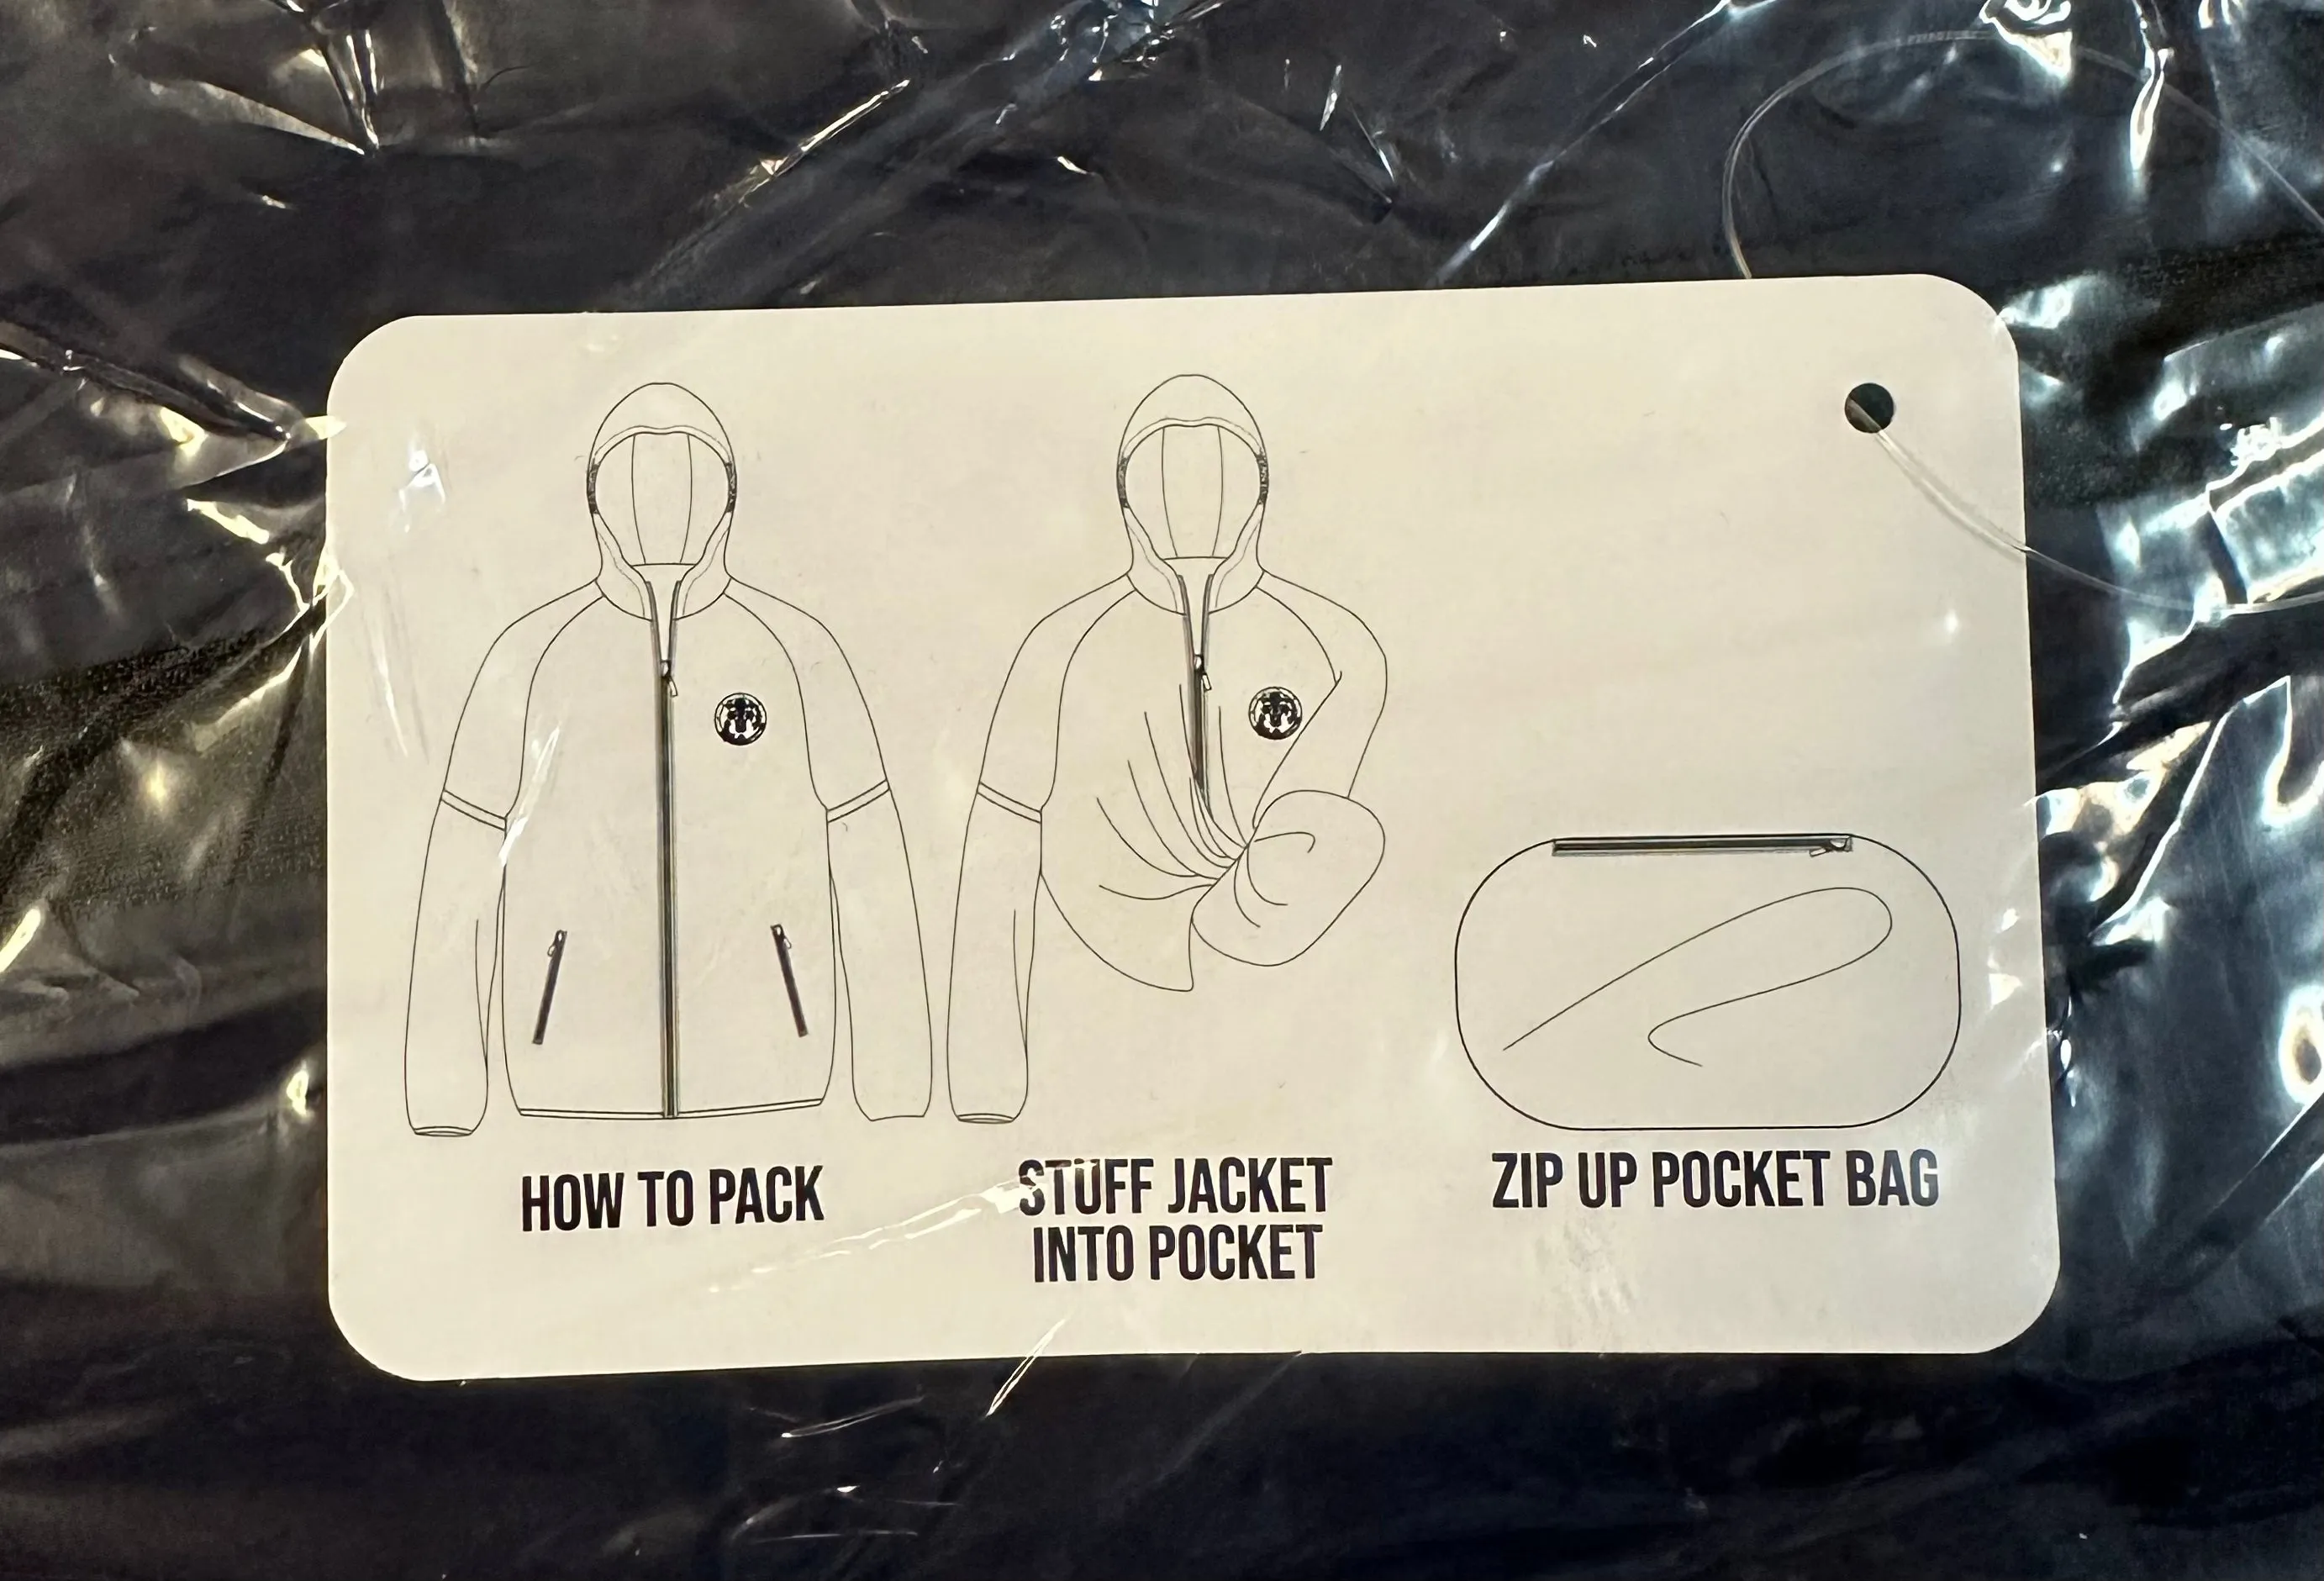 HOW TO PACK
STUFF JACKET
INTO POCKET
ZIP UP POCKET BAG